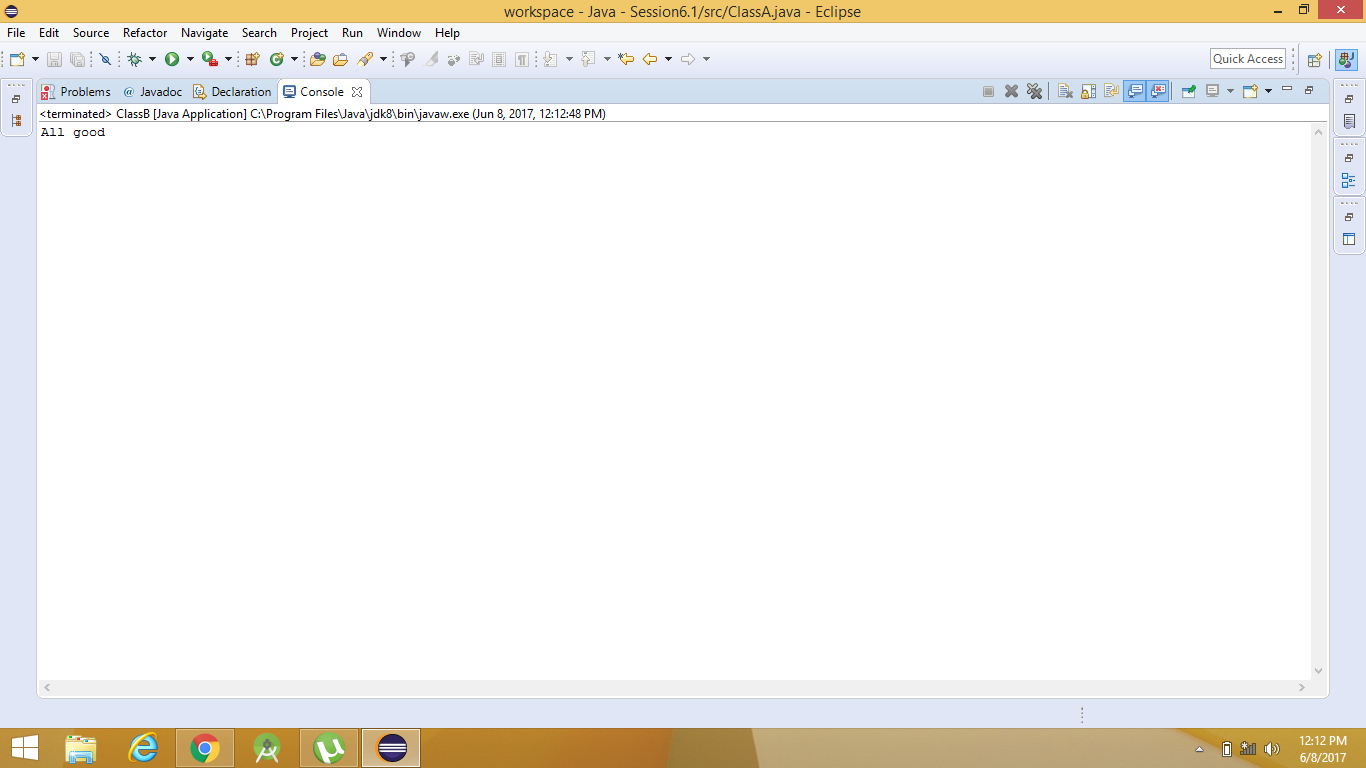 workspace - Java - Session6.1/src/ClassA.java - Eclipse
File Edit Source Refactor Navigate Search Project Run Window Help
Quick Access
Problems @ Javadoc Declaration Console
<terminated> ClassB [Java Application] C:\Program Files\Java\jdk8\bin\javaw.exe (Jun 8, 2017, 12:12:48 PM)
All good
12:12 PM
6/8/2017